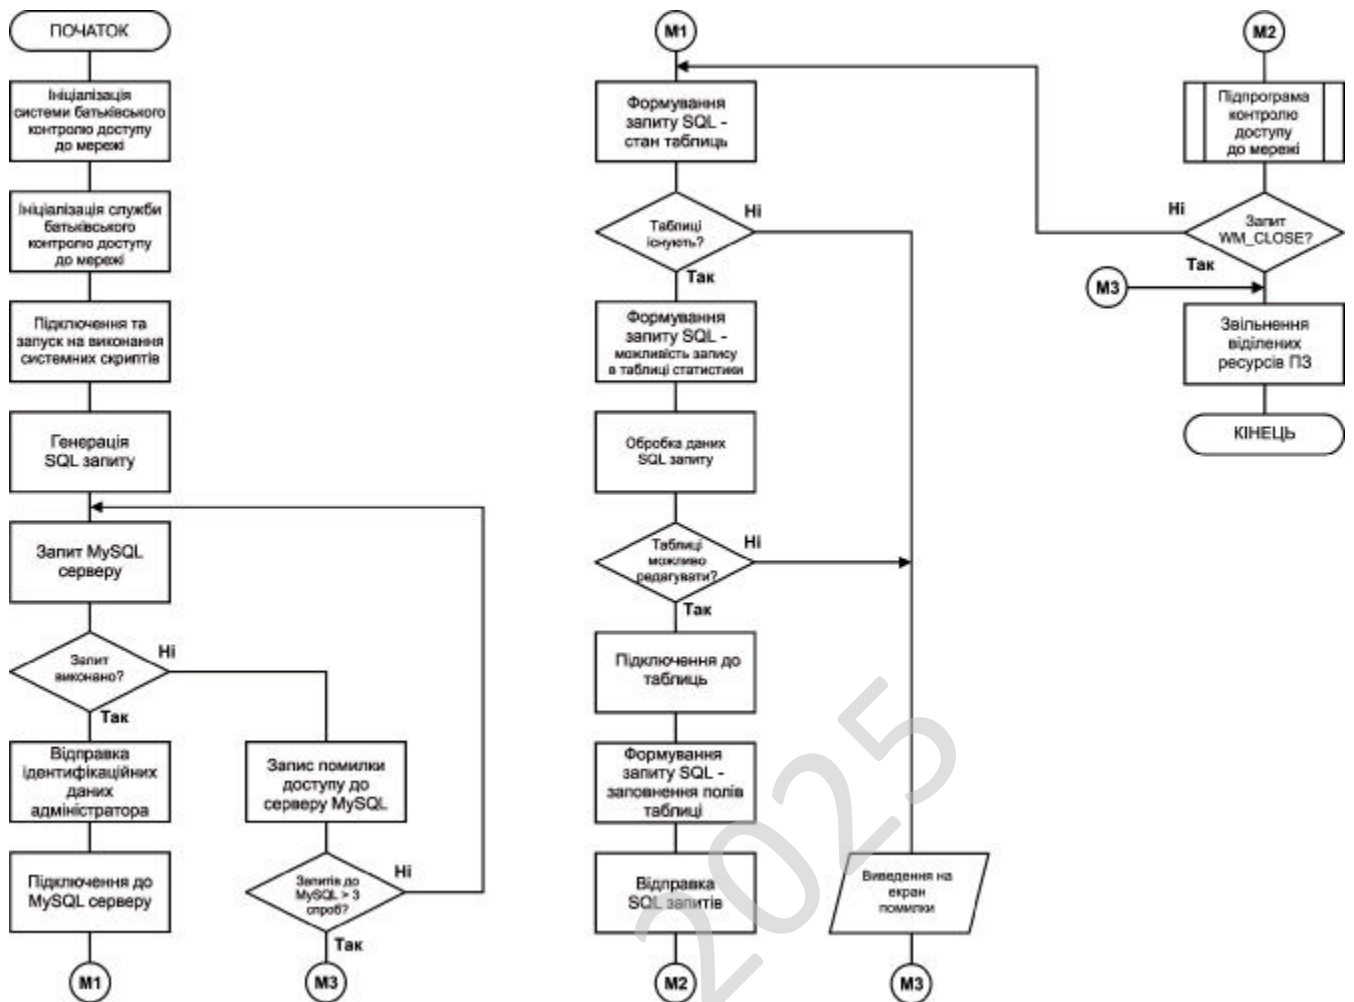 ПОЧАТОК
Ініціалізація
системи батьківського
контролю доступу
до мережі
Ініціалізація служби
батьківського
контролю доступу
до мережі
Підключення та
запуск на виконання
системних скриптів
Генерація
SQL запиту
Запит MySQL
серверу
Запит
виконано?
Ні
Так
Відправка
ідентифікаційних
даних
адміністратора
Підключення до
MySQL серверу
M1
Запис помилки
доступу до
серверу MySQL
Запитів до
MySQL > 3
спроб?
Ні
Так
M3
M1
Формування
запиту SQL -
стан таблиць
Таблиці
існують?
Ні
Так
Формування
запиту SQL -
можливість запису
в таблиці статистики
Обробка даних
SQL запиту
Таблиці
можливо
редагувати?
Ні
Так
Підключення до
таблиць
Формування
запиту SQL -
заповнення полів
таблиці
Відправка
SQL запитів
M2
Виведення на
екран
помилки
M3
M2
Підпрограма
контролю
доступу
до мережі
Запит
WM_CLOSE?
Ні
Так
M3
Звільнення
віділених
ресурсів ПЗ
КІНЕЦЬ
2025